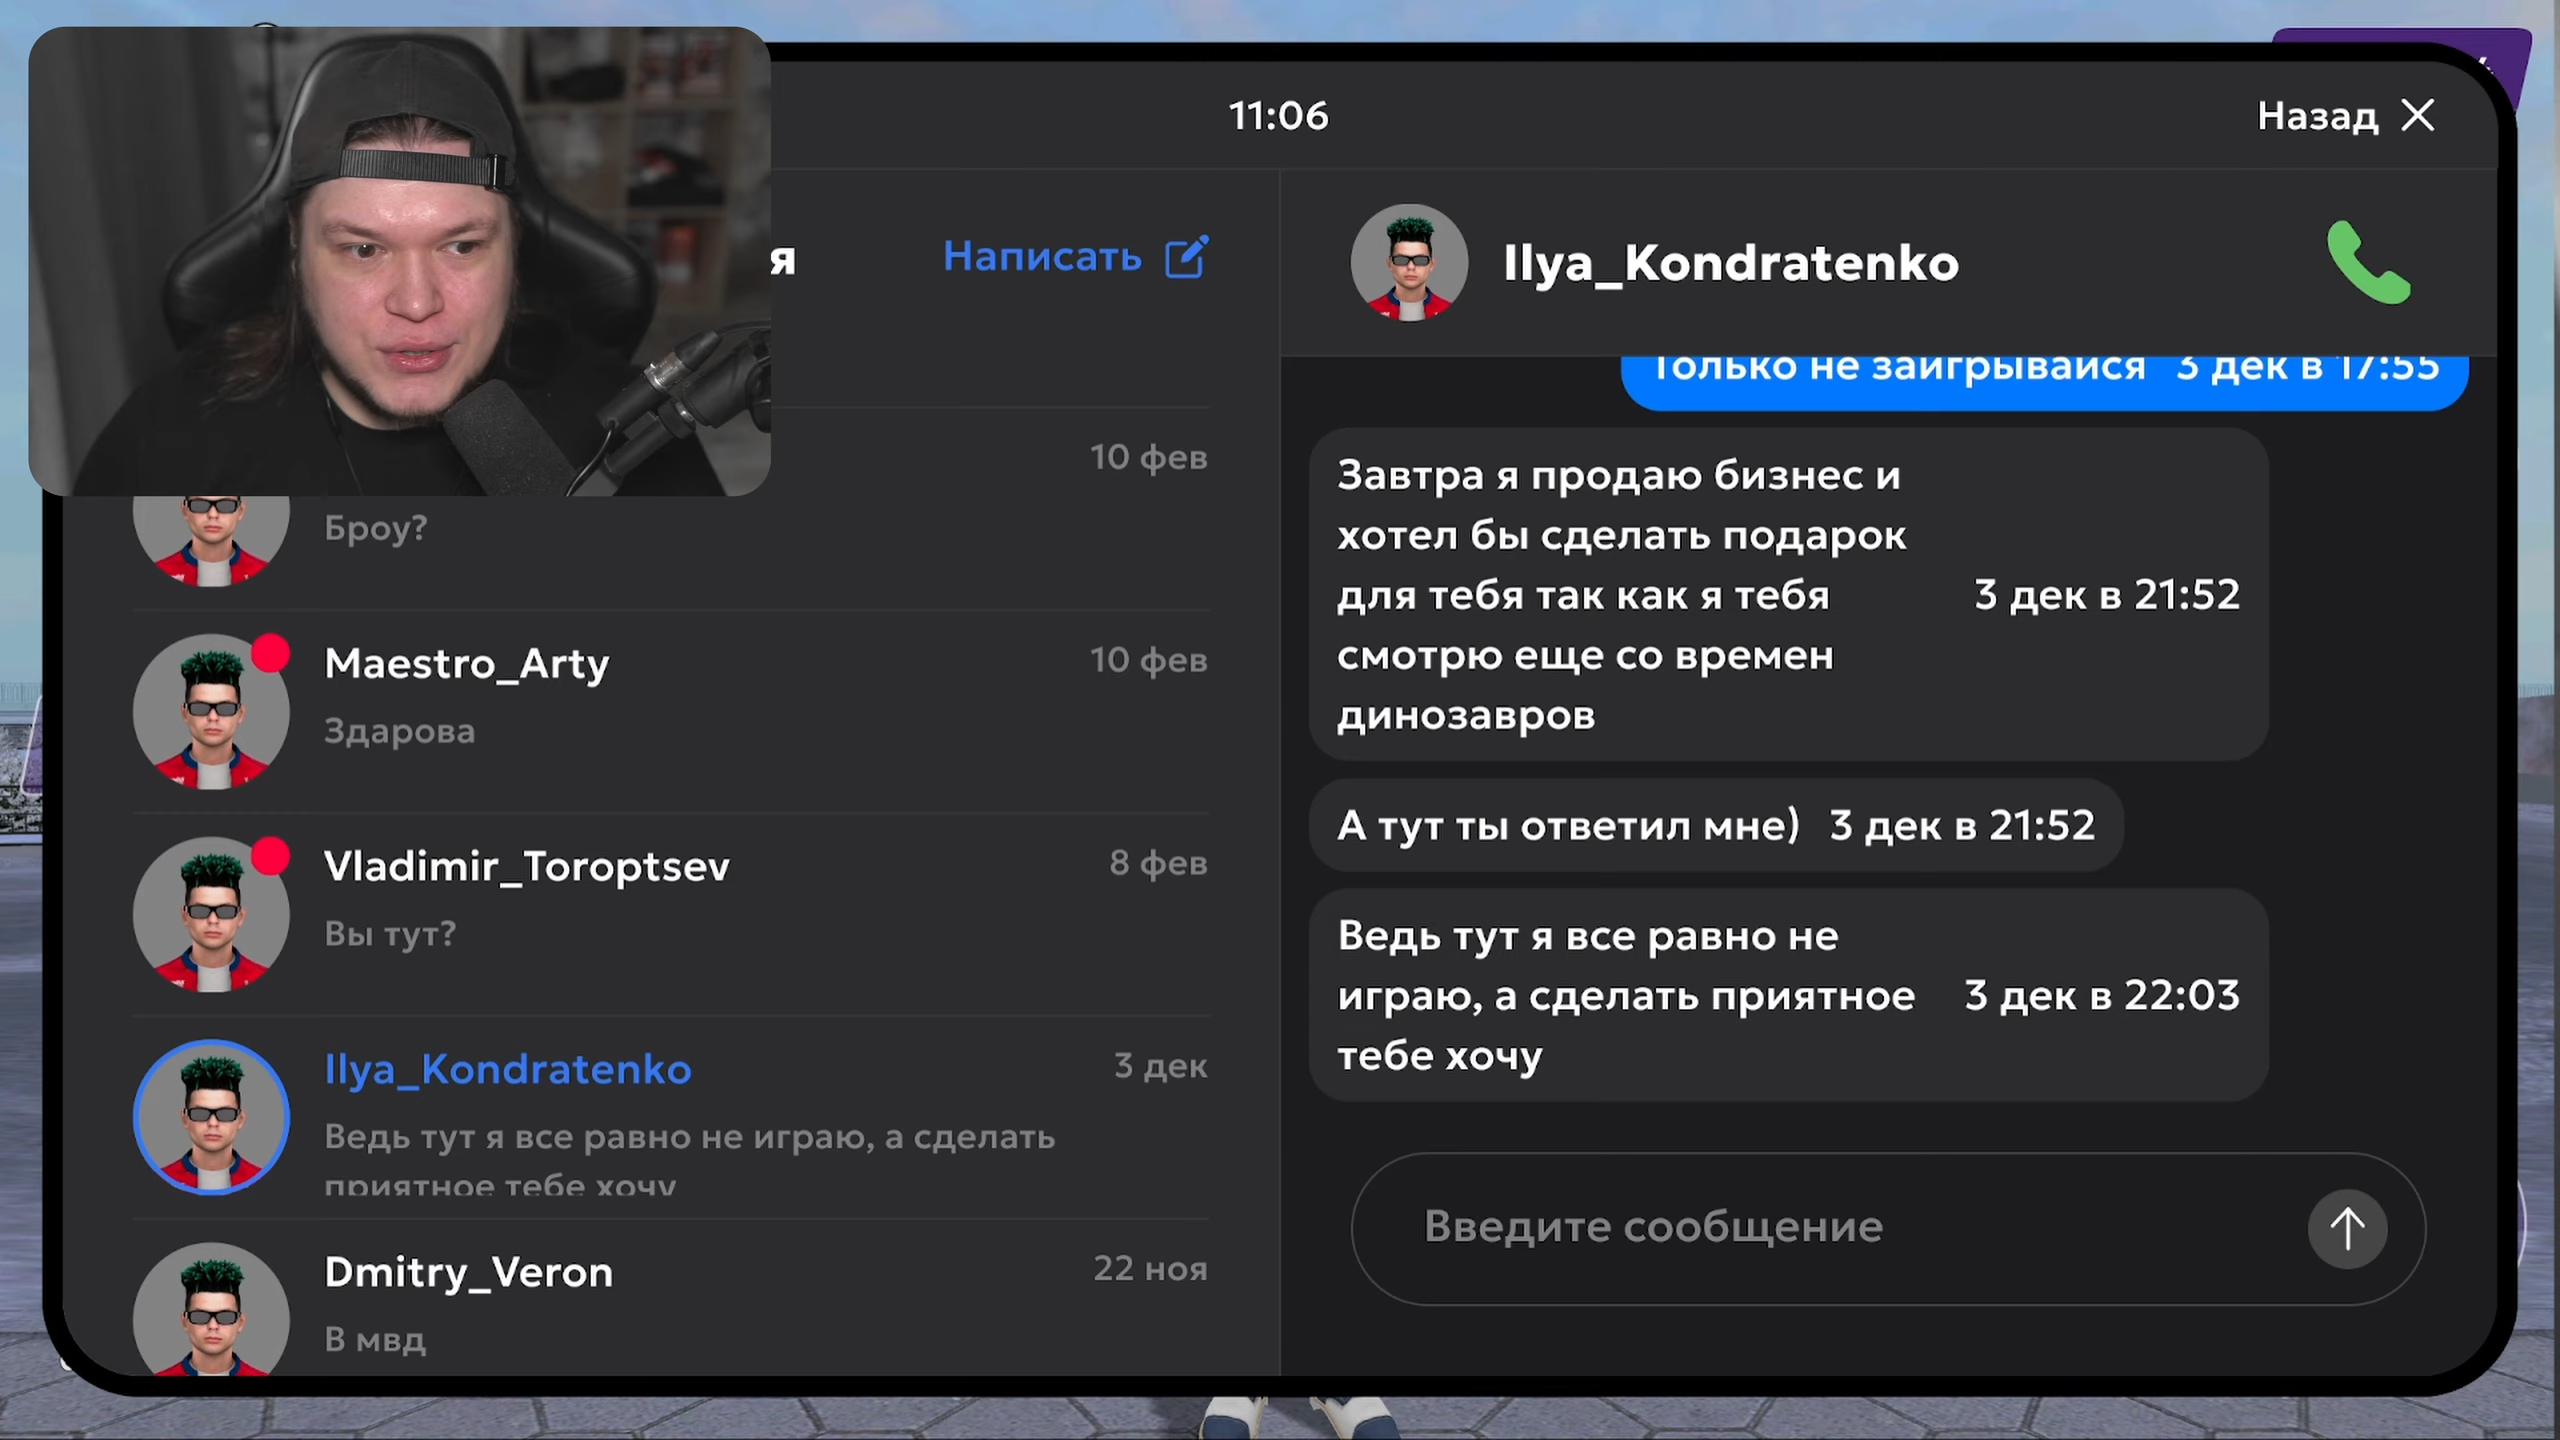 11:06
Назад
я
Написать
10 фев
Броу?
Maestro_Arty
10 фев
Здарова
Vladimir_Toroptsev
8 фев
Вы тут?
Ilya_Kondratenko
3 дек
Ведь тут я все равно не играю, а сделать
приятное тебе хочу
Dmitry_Veron
22 ноя
В мвд
Ilya_Kondratenko
Только не заигрывайся 3 дек в 17:55
Завтра я продаю бизнес и
хотел бы сделать подарок
для тебя так как я тебя
смотрю еще со времен
динозавров
3 дек в 21:52
А тут ты ответил мне) 3 дек в 21:52
Ведь тут я все равно не
играю, а сделать приятное
тебе хочу
3 дек в 22:03
Введите сообщение